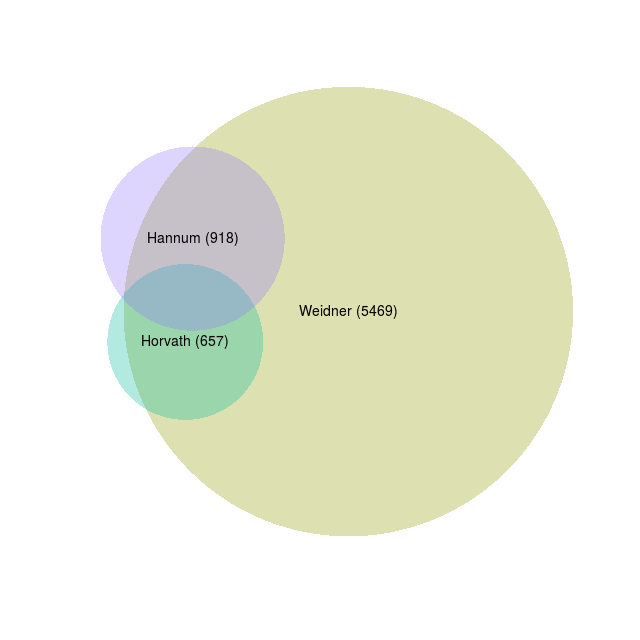 Hannum (918)
Weidner (5469)
Horvath (657)